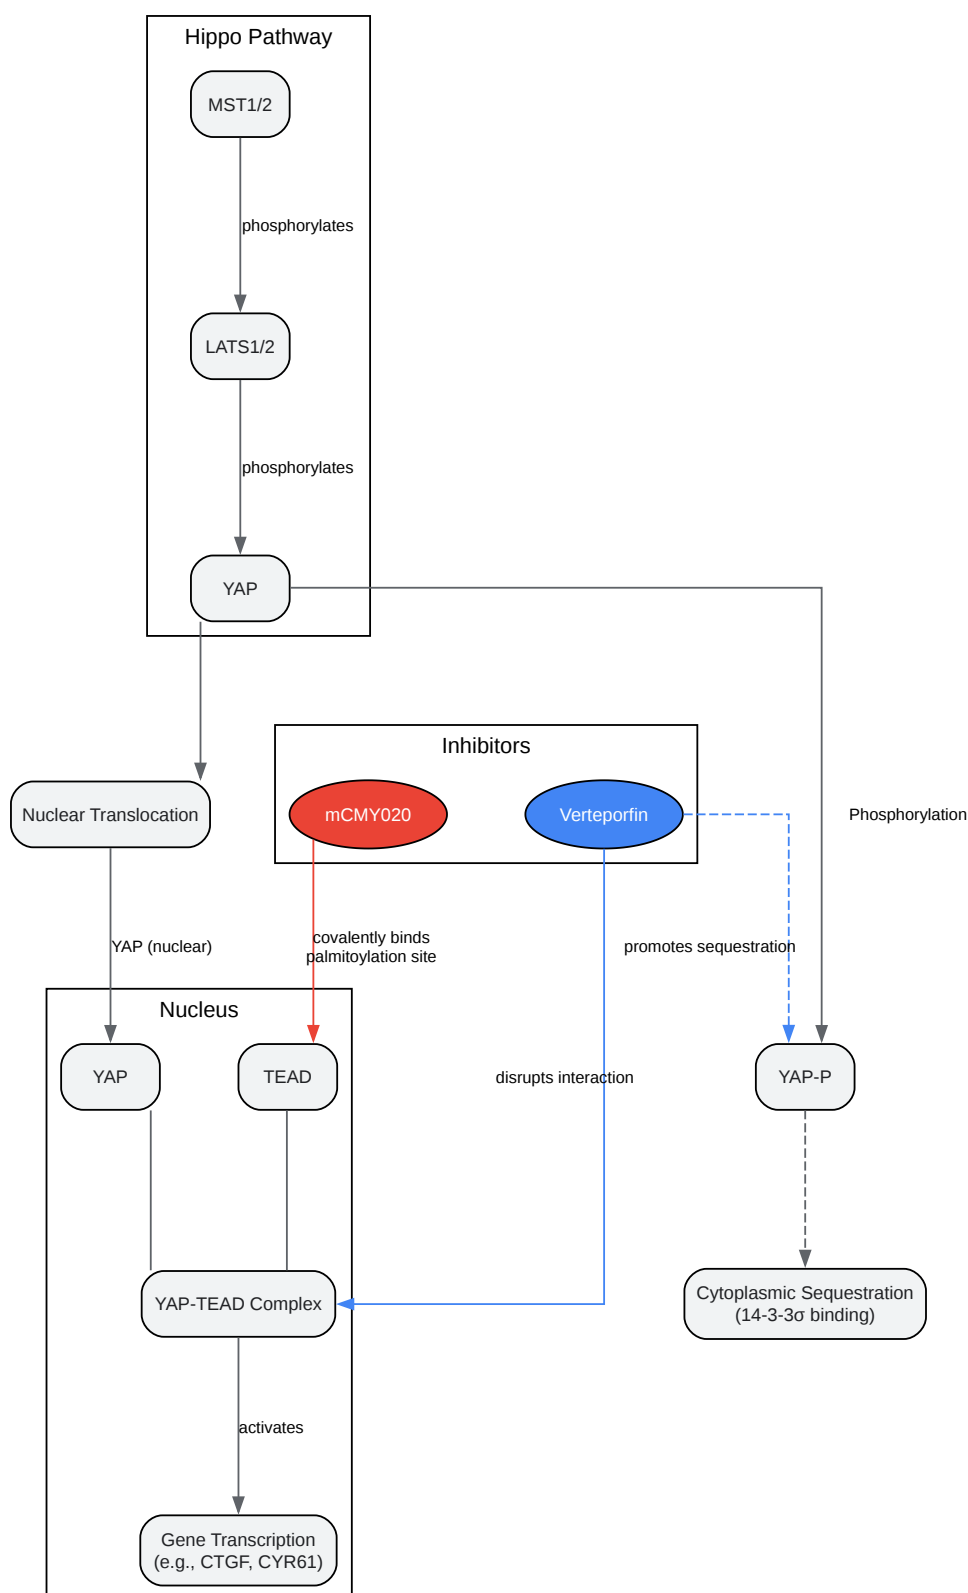 Hippo Pathway
MST1/2
phosphorylates
LATS1/2
phosphorylates
YAP
Inhibitors
Nuclear Translocation
mCMY020
Verteporfin
Phosphorylation
YAP (nuclear)
covalently binds
palmitoylation site
promotes sequestration
Nucleus
YAP
TEAD
disrupts interaction
YAP-P
YAP-TEAD Complex
Cytoplasmic Sequestration
(14-3-3σ binding)
activates
Gene Transcription
(e.g., CTGF, CYR61)